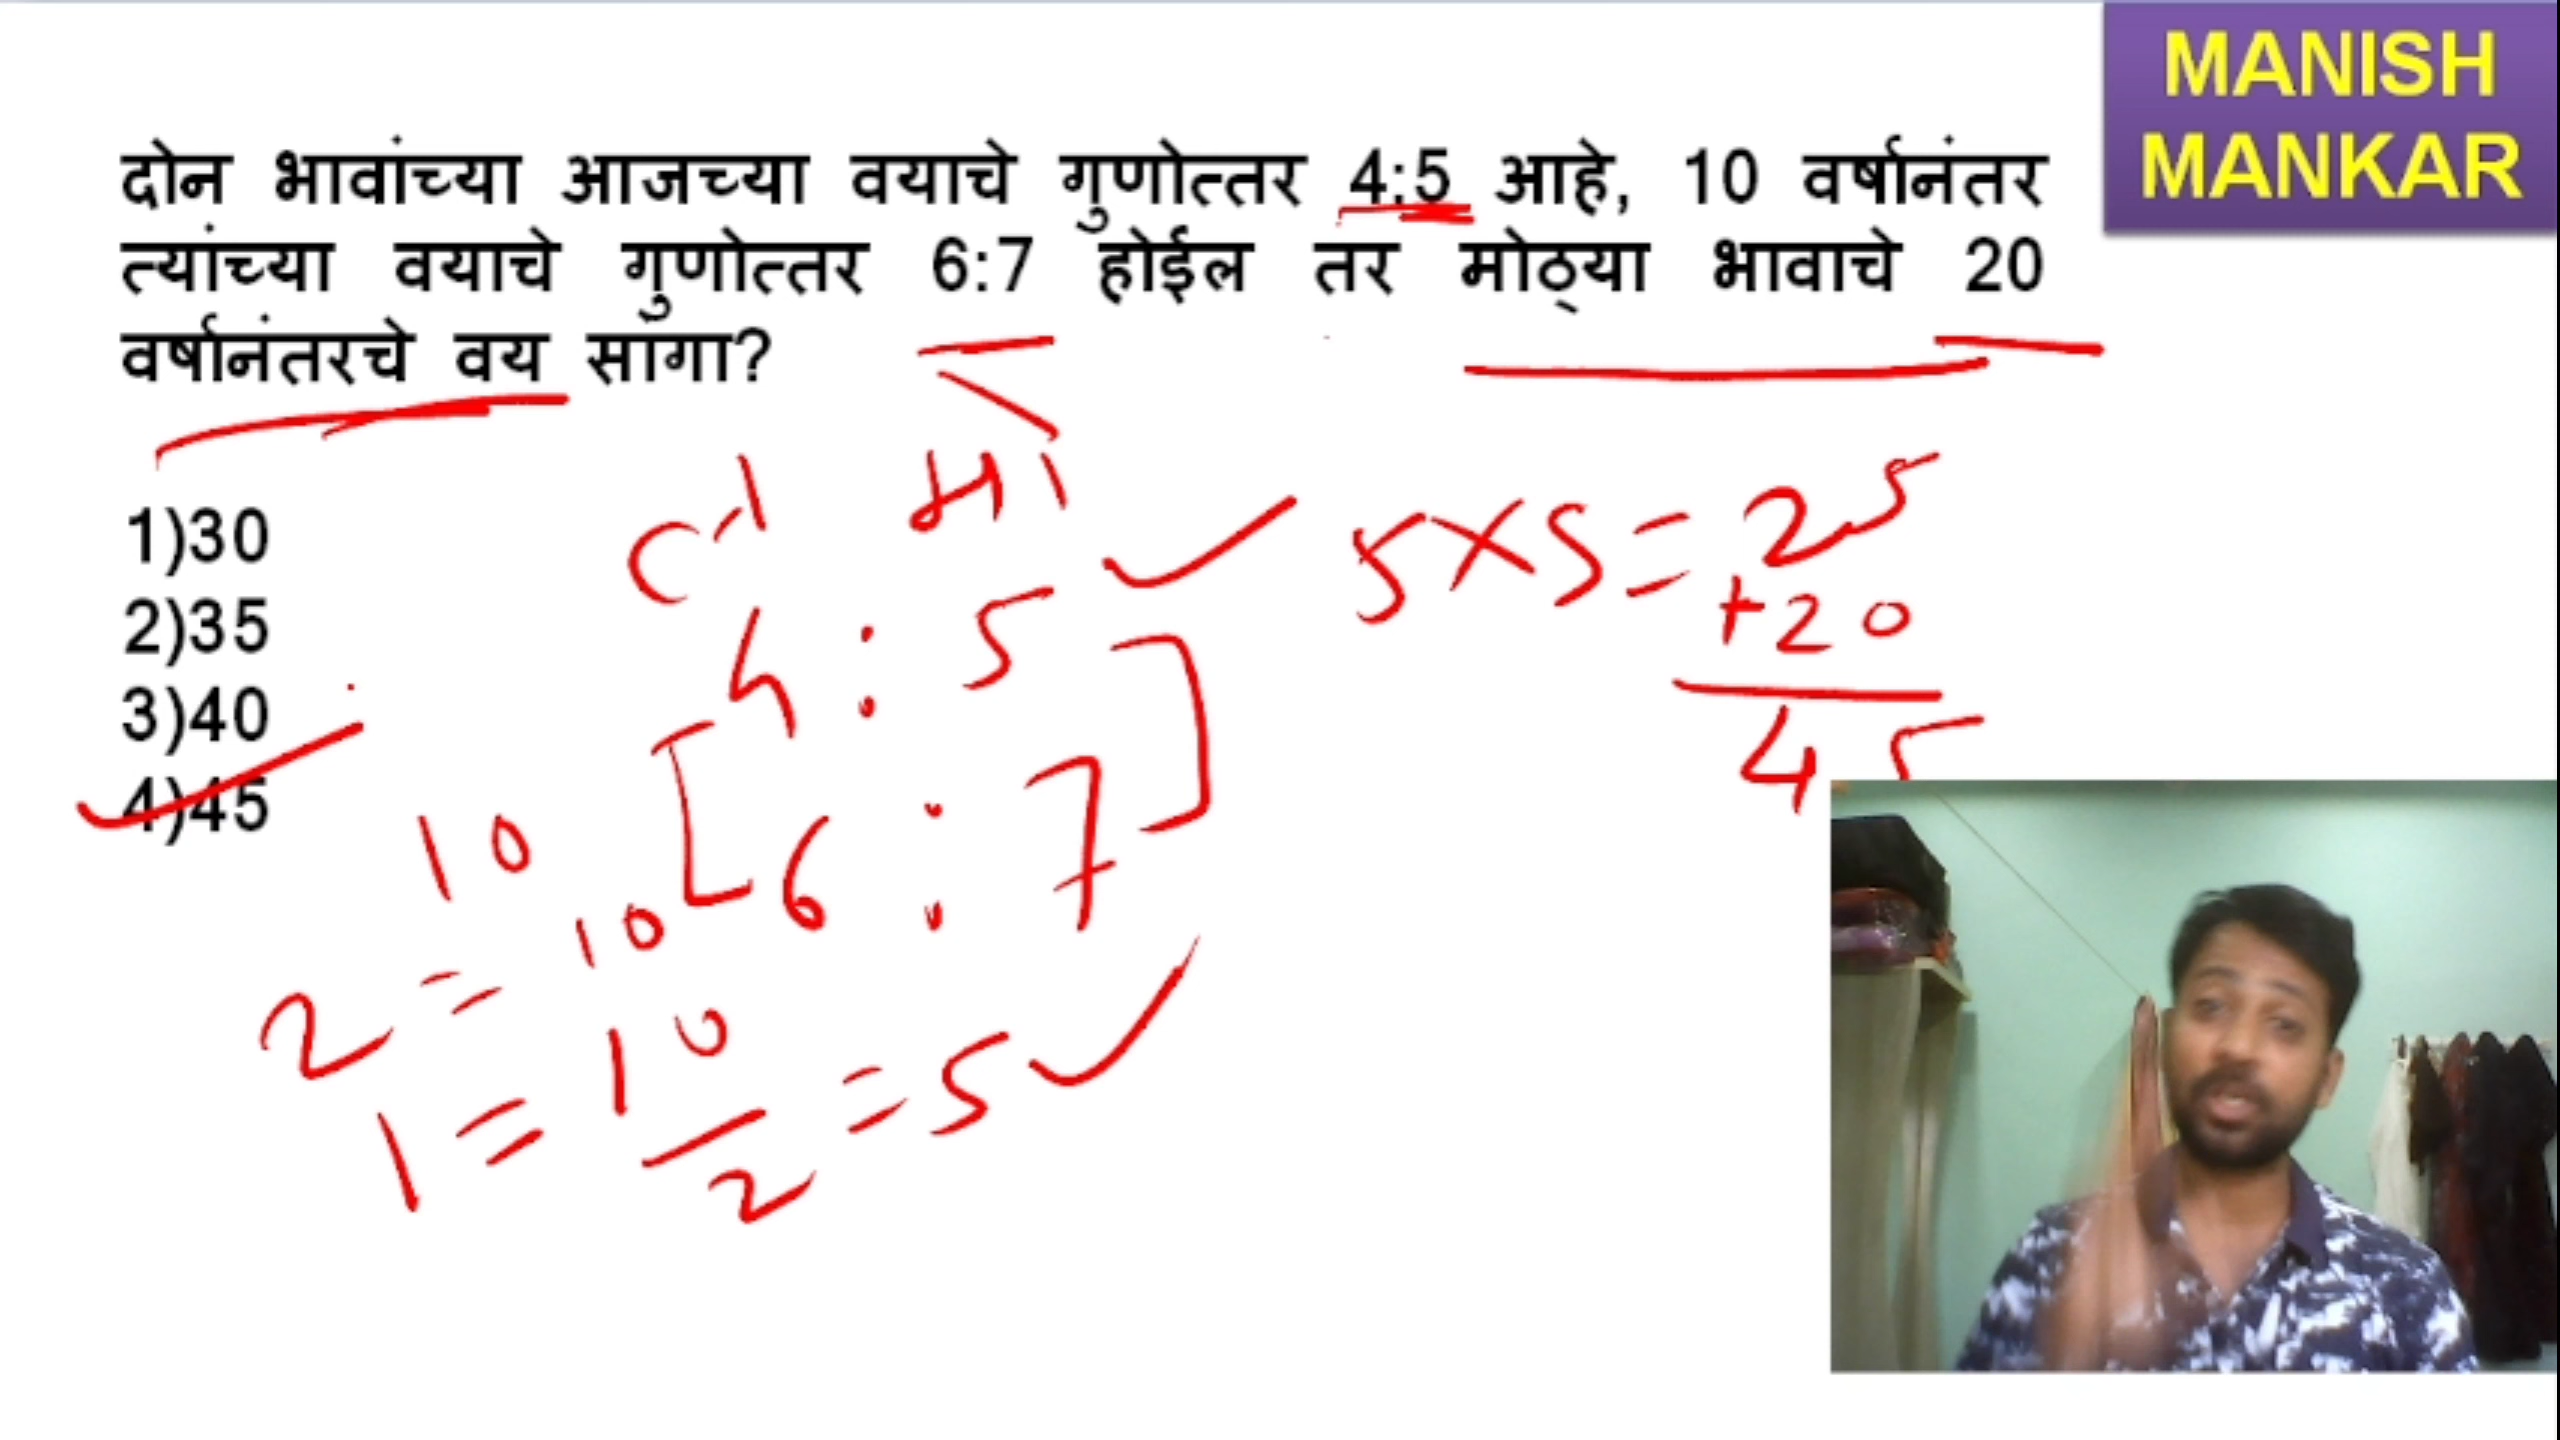 MANISH
MANKAR
दोन भावांच्या आजच्या वयाचे गुणोत्तर 4:5 आहे, 10 वर्षानंतर
त्यांच्या वयाचे गुणोत्तर 6:7 होईल तर मोठ्या भावाचे 20
वर्षानंतरचे वय सांगा?
1)30
2)35
3)40
4)45
4 : 5
6 : 7
10
2 = 10
1 = 10/2 = 5
5×5=25
+20
45